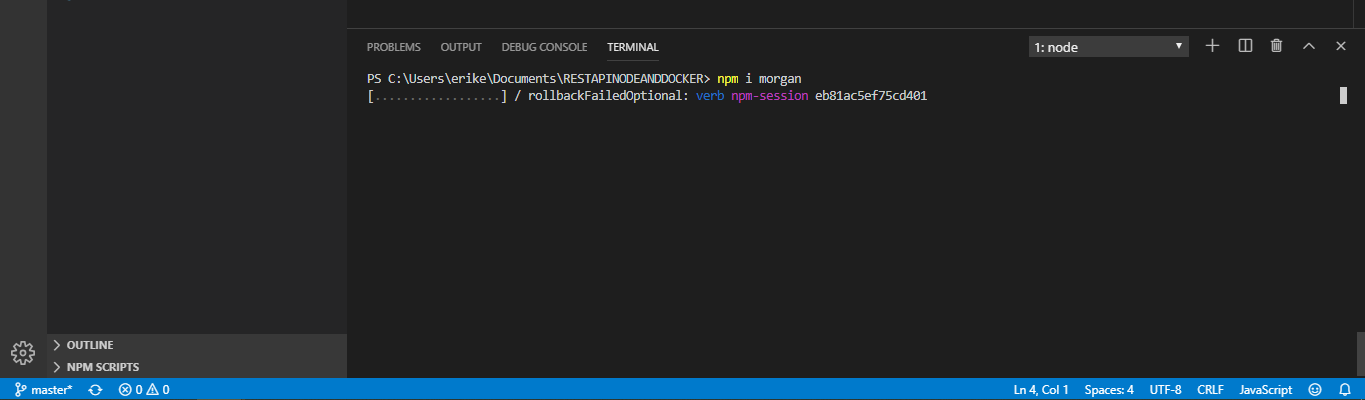 PROBLEMS OUTPUT DEBUG CONSOLE TERMINAL 1: node
PS C:\Users\erike\Documents\RESTAPINODEANDDOCKER> npm i morgan
[..................] / rollbackFailedOptional: verb npm-session eb81ac5ef75cd401
OUTLINE
NPM SCRIPTS
master* 0 0 Ln 4, Col 1 Spaces: 4 UTF-8 CRLF JavaScript